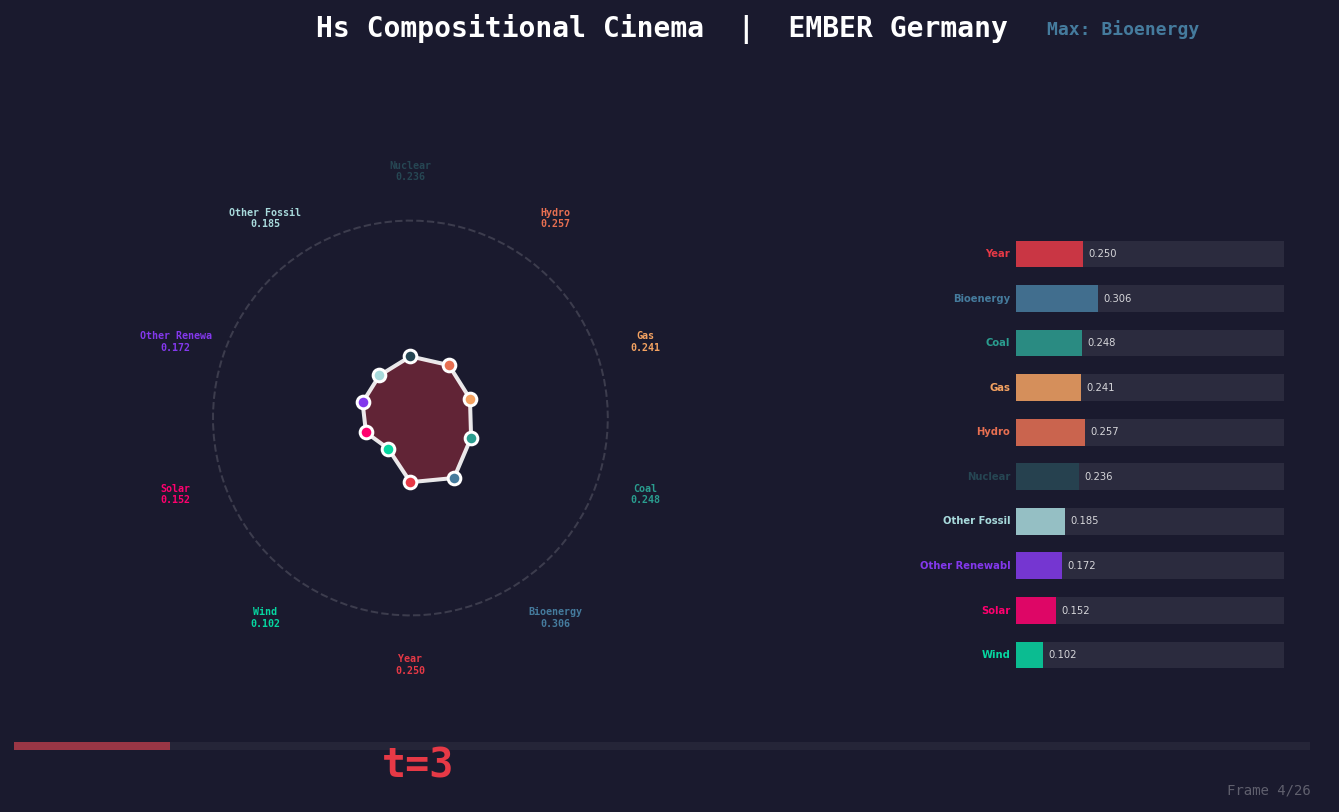 Hs Compositional Cinema | EMBER Germany
Max: Bioenergy
Nuclear
0.236
Other Fossil
0.185
Hydro
0.257
Other Renewa
0.172
Gas
0.241
Solar
0.152
Coal
0.248
Wind
0.102
Bioenergy
0.306
Year
0.250
Year 0.250
Bioenergy 0.306
Coal 0.248
Gas 0.241
Hydro 0.257
Nuclear 0.236
Other Fossil 0.185
Other Renewabl 0.172
Solar 0.152
Wind 0.102
t=3
Frame 4/26